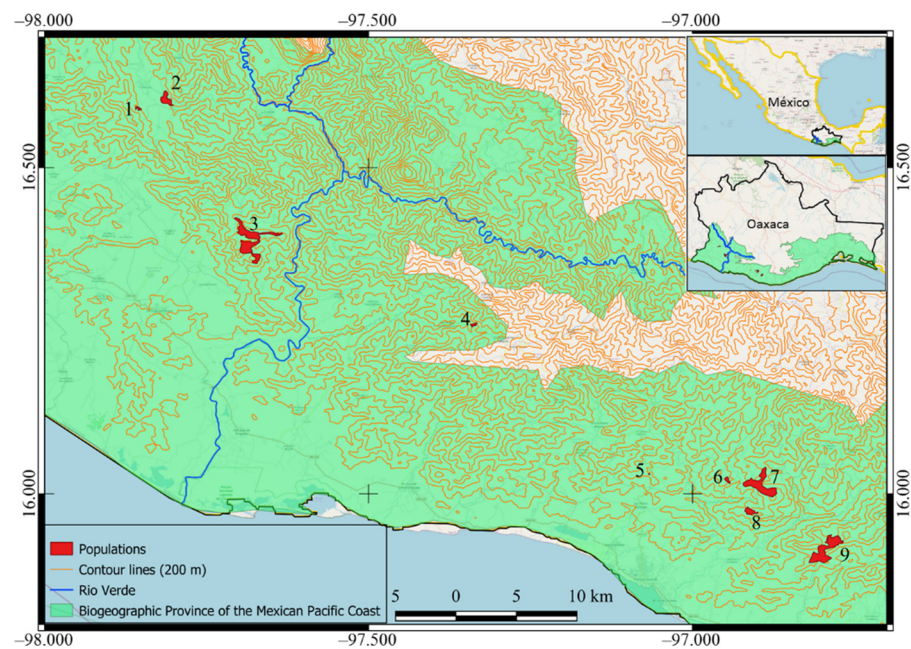 −98.000 −97.500 −97.000
México
Oaxaca
16.500 16.500
16.000 16.000
1
2
3
4
5
6
7
8
9
Populations
Contour lines (200 m)
Rio Verde
Biogeographic Province of the Mexican Pacific Coast
5 0 5 10 km
−98.000 −97.500 −97.000